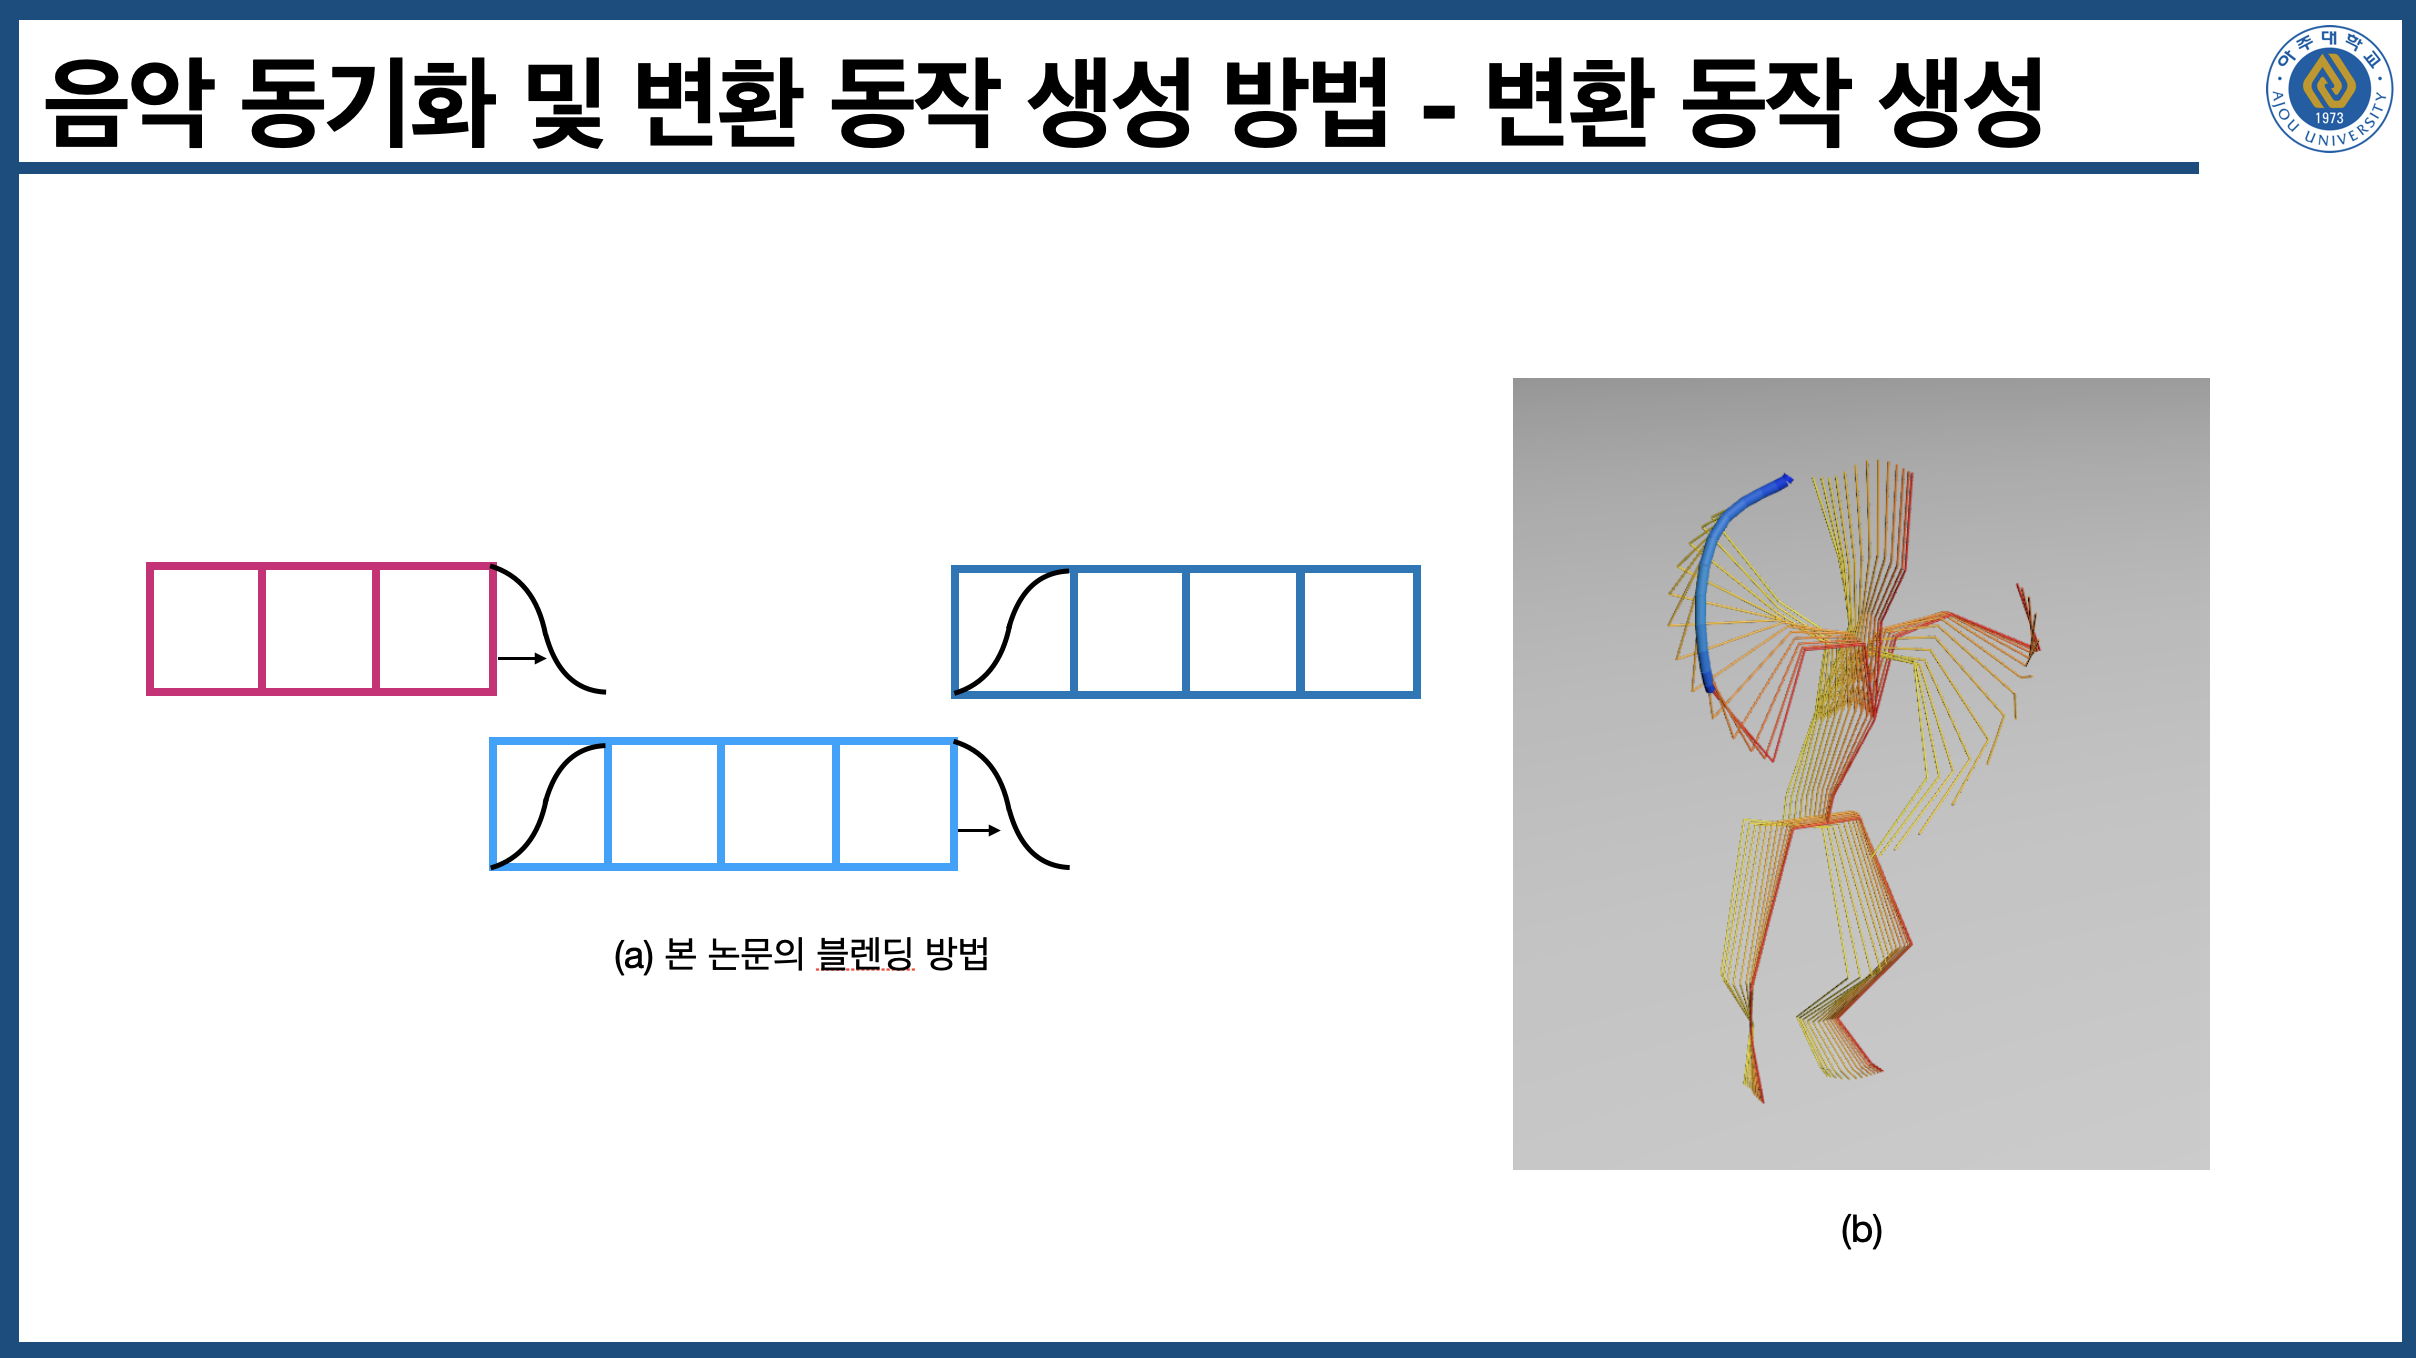 음악 동기화 및 변환 동작 생성 방법 - 변환 동작 생성
아주대학교
1973
AJOU UNIVERSITY
(a) 본 논문의 블렌딩 방법
(b)